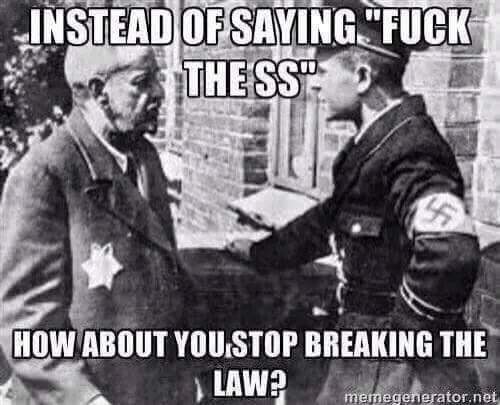 INSTEAD OF SAYING "FUCK
THE SS"
HOW ABOUT YOU STOP BREAKING THE
LAW?
memegenerator.net